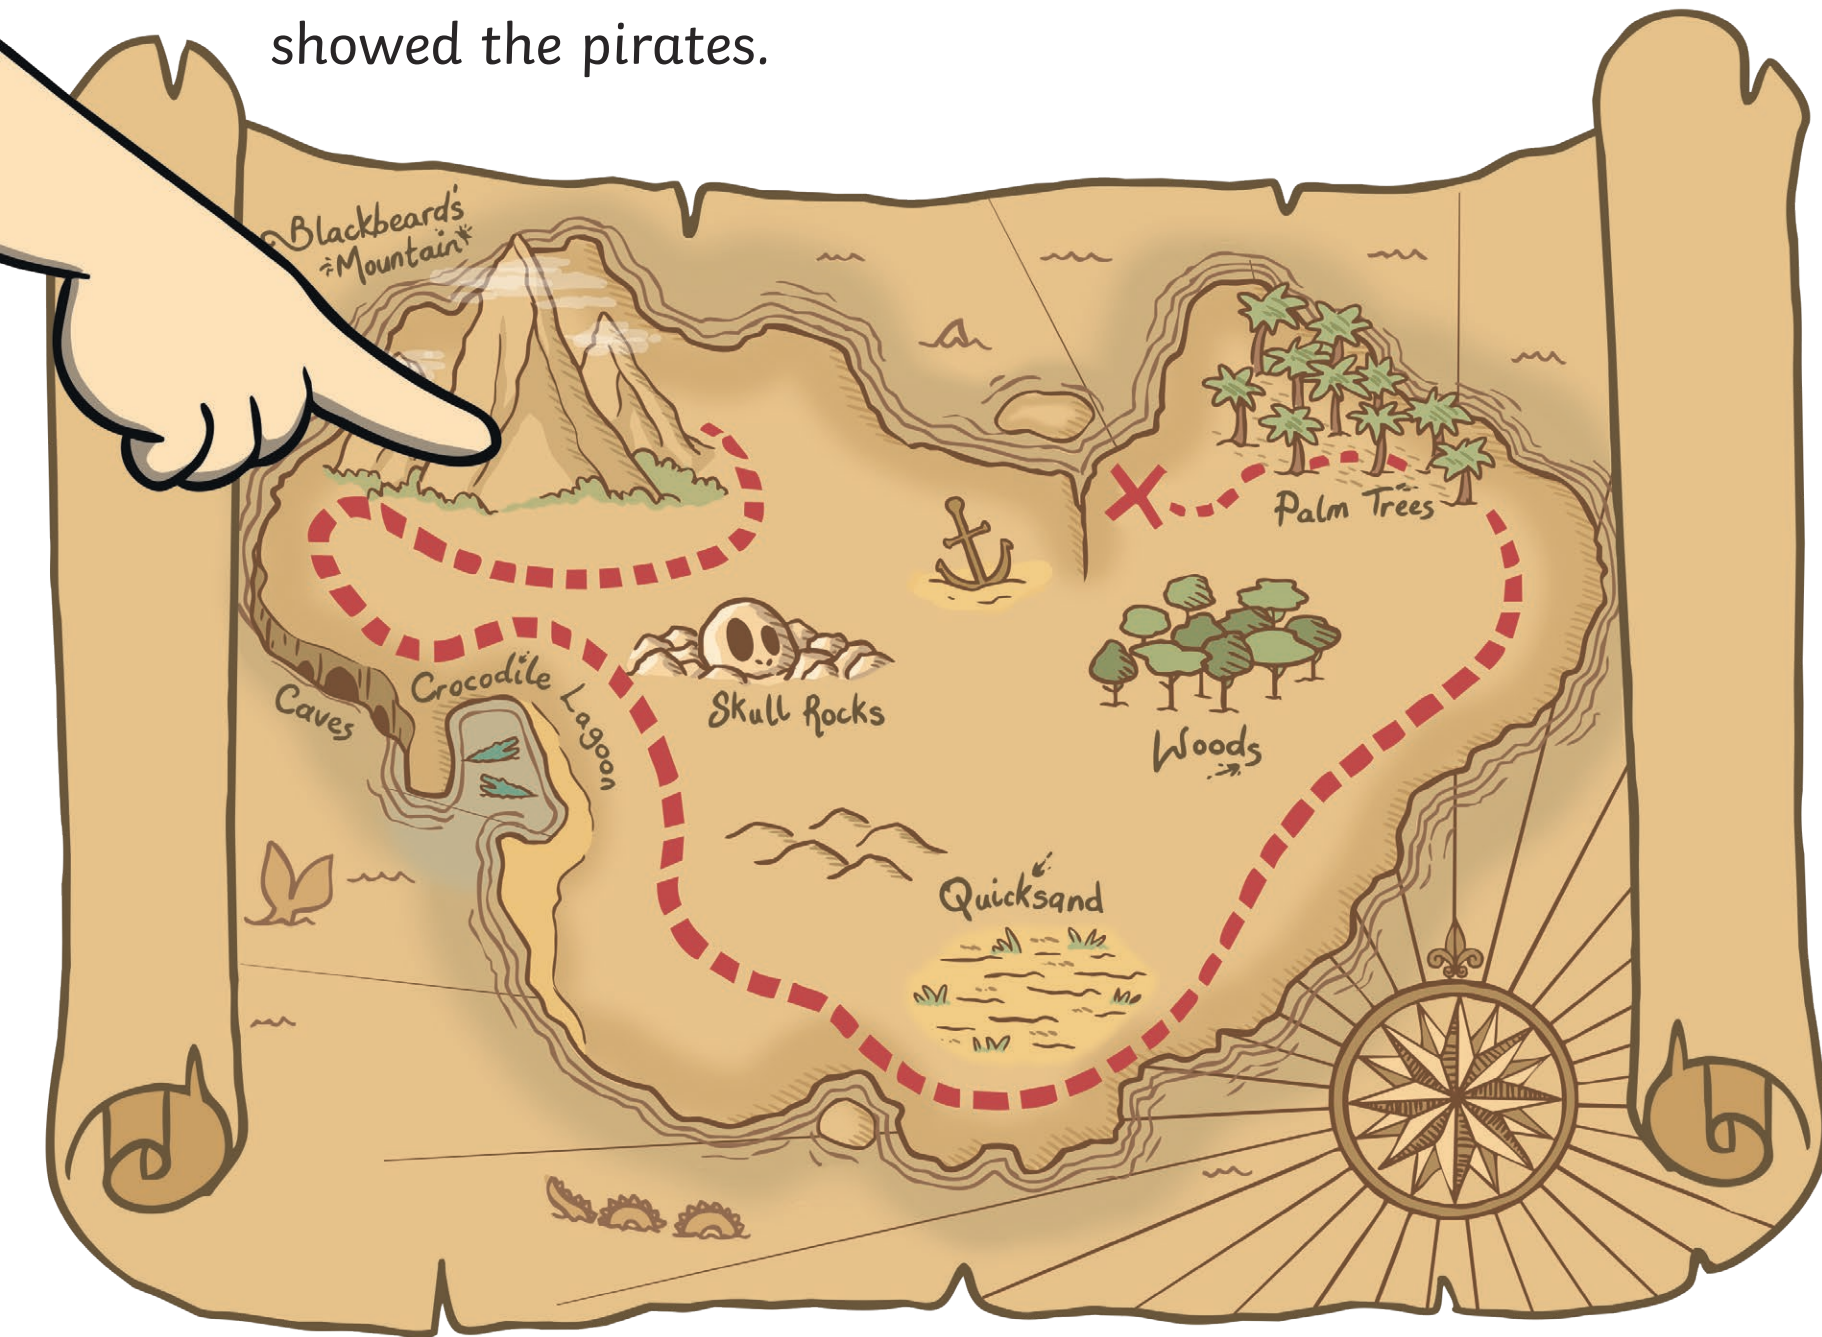 showed the pirates.
Blackbeard's
Mountain
Palm Trees
Crocodile Lagoon
Caves
Skull Rocks
Woods
Quicksand